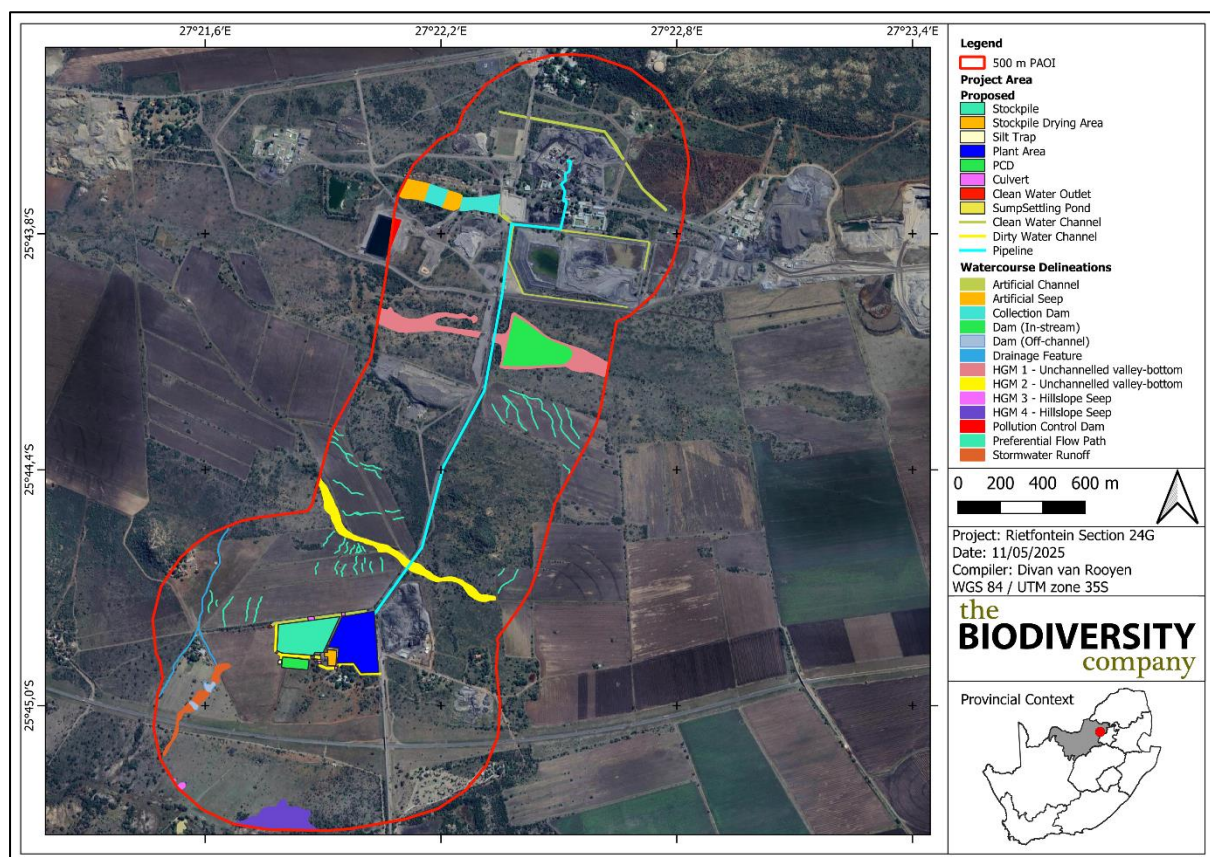 27°21,6'E
27°22,2'E
27°22,8'E
27°23,4'E
25°43,8'S
25°44,4'S
25°45,0'S
Legend
500 m PAOI
Project Area
Proposed
Stockpile
Stockpile Drying Area
Silt Trap
Plant Area
PCD
Culvert
Clean Water Outlet
SumpSettling Pond
Clean Water Channel
Dirty Water Channel
Pipeline
Watercourse Delineations
Artificial Channel
Artificial Seep
Collection Dam
Dam (In-stream)
Dam (Off-channel)
Drainage Feature
HGM 1 - Unchannelled valley-bottom
HGM 2 - Unchannelled valley-bottom
HGM 3 - Hillslope Seep
HGM 4 - Hillslope Seep
Pollution Control Dam
Preferential Flow Path
Stormwater Runoff
0 200 400 600 m
Project: Rietfontein Section 24G
Date: 11/05/2025
Compiler: Divan van Rooyen
WGS 84 / UTM zone 35S
the
BIODIVERSITY
company
Provincial Context